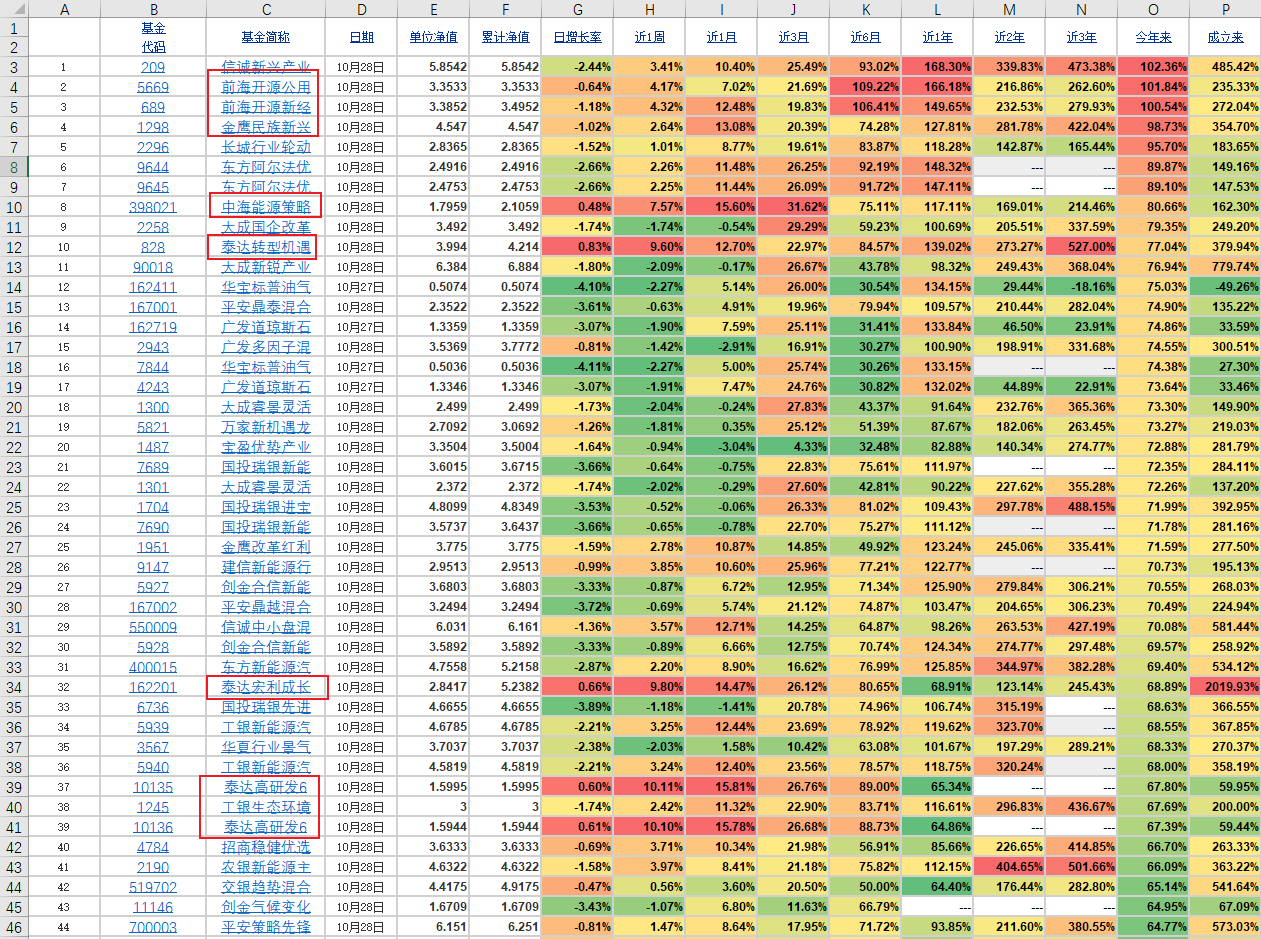 A B C D E F G H I J K L M N O P
1 基金 基金简称 日期 单位净值 累计净值 日增长率 近1周 近1月 近3月 近6月 近1年 近2年 近3年 今年来 成立来
2 代码
3 1 209 信诚新兴产业 10月28日 5.8542 5.8542 -2.44% 3.41% 10.40% 25.49% 93.02% 168.30% 339.83% 473.38% 102.36% 485.42%
4 2 5669 前海开源公用 10月28日 3.3533 3.3533 -0.64% 4.17% 7.02% 21.69% 109.22% 166.18% 216.86% 262.60% 101.84% 235.33%
5 3 689 前海开源新经 10月28日 3.3852 3.4952 -1.18% 4.32% 12.48% 19.83% 106.41% 149.65% 232.53% 279.93% 100.54% 272.04%
6 4 1298 金鹰民族新兴 10月28日 4.547 4.547 -1.02% 2.64% 13.08% 20.39% 74.28% 127.81% 281.78% 422.04% 98.73% 354.70%
7 5 2296 长城行业轮动 10月28日 2.8365 2.8365 -1.52% 1.01% 8.77% 19.61% 83.87% 118.28% 142.87% 165.44% 95.70% 183.65%
8 6 9644 东方阿尔法优 10月28日 2.4916 2.4916 -2.66% 2.26% 11.48% 26.25% 92.19% 148.32% --- --- 89.87% 149.16%
9 7 9645 东方阿尔法优 10月28日 2.4753 2.4753 -2.66% 2.25% 11.44% 26.09% 91.72% 147.11% --- --- 89.10% 147.53%
10 8 398021 中海能源策略 10月28日 1.7959 2.1059 0.48% 7.57% 15.60% 31.62% 75.11% 117.11% 169.01% 214.46% 80.66% 162.30%
11 9 2258 大成国企改革 10月28日 3.492 3.492 -1.74% -1.74% -0.54% 29.29% 59.23% 100.69% 205.51% 337.59% 79.35% 249.20%
12 10 828 泰达转型机遇 10月28日 3.994 4.214 0.83% 9.60% 12.70% 22.97% 84.57% 139.02% 273.27% 527.00% 77.04% 379.94%
13 11 90018 大成新锐产业 10月28日 6.384 6.884 -1.80% -2.09% -0.17% 26.67% 43.78% 98.32% 249.43% 368.04% 76.94% 779.74%
14 12 162411 华宝标普油气 10月27日 0.5074 0.5074 -4.10% -2.27% 5.14% 26.00% 30.54% 134.15% 29.44% -18.16% 75.03% -49.26%
15 13 167001 平安鼎泰混合 10月28日 2.3522 2.3522 -3.61% -0.63% 4.91% 19.96% 79.94% 109.57% 210.44% 282.04% 74.90% 135.22%
16 14 162719 广发道琼斯石 10月27日 1.3359 1.3359 -3.07% -1.90% 7.59% 25.11% 31.41% 133.84% 46.50% 23.91% 74.86% 33.59%
17 15 2943 广发多因子混 10月28日 3.5369 3.7772 -0.81% -1.42% -2.91% 16.91% 30.27% 100.90% 198.91% 331.68% 74.55% 300.51%
18 16 7844 华宝标普油气 10月27日 0.5036 0.5036 -4.11% -2.27% 5.00% 25.74% 30.26% 133.15% --- --- 74.38% 27.30%
19 17 4243 广发道琼斯石 10月27日 1.3346 1.3346 -3.07% -1.91% 7.47% 24.76% 30.82% 132.02% 44.89% 22.91% 73.64% 33.46%
20 18 1300 大成睿景灵活 10月28日 2.499 2.499 -1.73% -2.04% -0.24% 27.83% 43.37% 91.64% 232.76% 365.36% 73.30% 149.90%
21 19 5821 万家新机遇龙 10月28日 2.7092 3.0692 -1.26% -1.81% 0.35% 25.12% 51.39% 87.67% 182.06% 263.45% 73.27% 219.03%
22 20 1487 宝盈优势产业 10月28日 3.3504 3.5004 -1.64% -0.94% -3.04% 4.33% 32.48% 82.88% 140.34% 274.77% 72.88% 281.79%
23 21 7689 国投瑞银新能 10月28日 3.6015 3.6715 -3.66% -0.64% -0.75% 22.83% 75.61% 111.97% --- --- 72.35% 284.11%
24 22 1301 大成睿景灵活 10月28日 2.372 2.372 -1.74% -2.02% -0.29% 27.60% 42.81% 90.22% 227.62% 355.28% 72.26% 137.20%
25 23 1704 国投瑞银进宝 10月28日 4.8099 4.8349 -3.53% -0.52% -0.06% 26.33% 81.02% 109.43% 297.78% 488.15% 71.99% 392.95%
26 24 7690 国投瑞银新能 10月28日 3.5737 3.6437 -3.66% -0.65% -0.78% 22.70% 75.27% 111.12% --- --- 71.78% 281.16%
27 25 1951 金鹰改革红利 10月28日 3.775 3.775 -1.59% 2.78% 10.87% 14.85% 49.92% 123.24% 245.06% 335.41% 71.59% 277.50%
28 26 9147 建信新能源行 10月28日 2.9513 2.9513 -0.99% 3.85% 10.60% 25.96% 77.21% 122.77% --- --- 70.73% 195.13%
29 27 5927 创金合信新能 10月28日 3.6803 3.6803 -3.33% -0.87% 6.72% 12.95% 71.34% 125.90% 279.84% 306.21% 70.55% 268.03%
30 28 167002 平安鼎越混合 10月28日 3.2494 3.2494 -3.72% -0.69% 5.74% 21.12% 74.87% 103.47% 204.65% 306.23% 70.49% 224.94%
31 29 550009 信诚中小盘混 10月28日 6.031 6.161 -1.36% 3.57% 12.71% 14.25% 64.87% 98.26% 263.53% 427.19% 70.08% 581.44%
32 30 5928 创金合信新能 10月28日 3.5892 3.5892 -3.33% -0.89% 6.66% 12.75% 70.74% 124.34% 274.77% 297.48% 69.57% 258.92%
33 31 400015 东方新能源汽 10月28日 4.7558 5.2158 -2.87% 2.20% 8.90% 16.62% 76.99% 125.85% 344.97% 382.28% 69.40% 534.12%
34 32 162201 泰达宏利成长 10月28日 2.8417 5.2382 0.66% 9.80% 14.47% 26.12% 80.65% 68.91% 123.14% 245.43% 68.89% 2019.93%
35 33 6736 国投瑞银先进 10月28日 4.6655 4.6655 -3.89% -1.18% -1.41% 20.78% 74.96% 106.74% 315.19% --- 68.63% 366.55%
36 34 5939 工银新能源汽 10月28日 4.6785 4.6785 -2.21% 3.25% 12.44% 23.69% 78.92% 119.62% 323.70% --- 68.55% 367.85%
37 35 3567 华夏行业景气 10月28日 3.7037 3.7037 -2.38% -2.03% 1.58% 10.42% 63.08% 101.67% 197.29% 289.21% 68.33% 270.37%
38 36 5940 工银新能源汽 10月28日 4.5819 4.5819 -2.21% 3.24% 12.40% 23.56% 78.57% 118.75% 320.24% --- 68.00% 358.19%
39 37 10135 泰达高研发6 10月28日 1.5995 1.5995 0.60% 10.11% 15.81% 26.76% 89.00% 65.34% --- --- 67.80% 59.95%
40 38 1245 工银生态环境 10月28日 3 3 -1.74% 2.42% 11.32% 22.90% 83.71% 116.61% 296.83% 436.67% 67.69% 200.00%
41 39 10136 泰达高研发6 10月28日 1.5944 1.5944 0.61% 10.10% 15.78% 26.68% 88.73% 64.86% --- --- 67.39% 59.44%
42 40 4784 招商稳健优选 10月28日 3.6333 3.6333 -0.69% 3.71% 10.34% 21.98% 56.91% 85.66% 226.65% 414.85% 66.70% 263.33%
43 41 2190 农银新能源主 10月28日 4.6322 4.6322 -1.58% 3.97% 8.41% 21.18% 75.82% 112.15% 404.65% 501.66% 66.09% 363.22%
44 42 519702 交银趋势混合 10月28日 4.4175 4.9175 -0.47% 0.56% 3.60% 20.50% 50.00% 64.40% 176.44% 282.80% 65.14% 541.64%
45 43 11146 创金气候变化 10月28日 1.6709 1.6709 -3.43% -1.07% 6.80% 11.63% 66.79% --- --- --- 64.95% 67.09%
46 44 700003 平安策略先锋 10月28日 6.151 6.251 -0.81% 1.47% 8.64% 17.95% 71.72% 93.85% 211.60% 380.55% 64.77% 573.03%